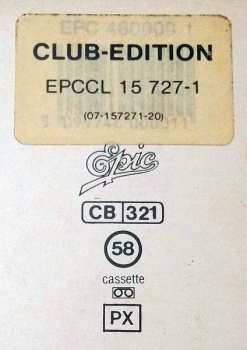 CLUB-EDITION
EPCCL 15 727-1
(07-157271-20)
Epic
CB 321
58
cassette
PX